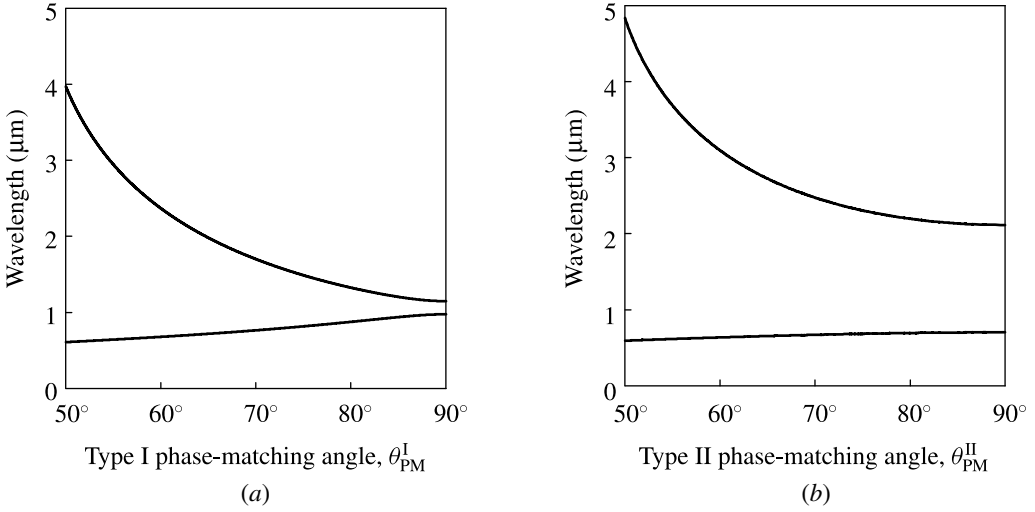 5
4
3
2
1
0
Wavelength (μm)
50° 60° 70° 80° 90°
Type I phase-matching angle, θ^I_PM
(a)
5
4
3
2
1
0
Wavelength (μm)
50° 60° 70° 80° 90°
Type II phase-matching angle, θ^II_PM
(b)